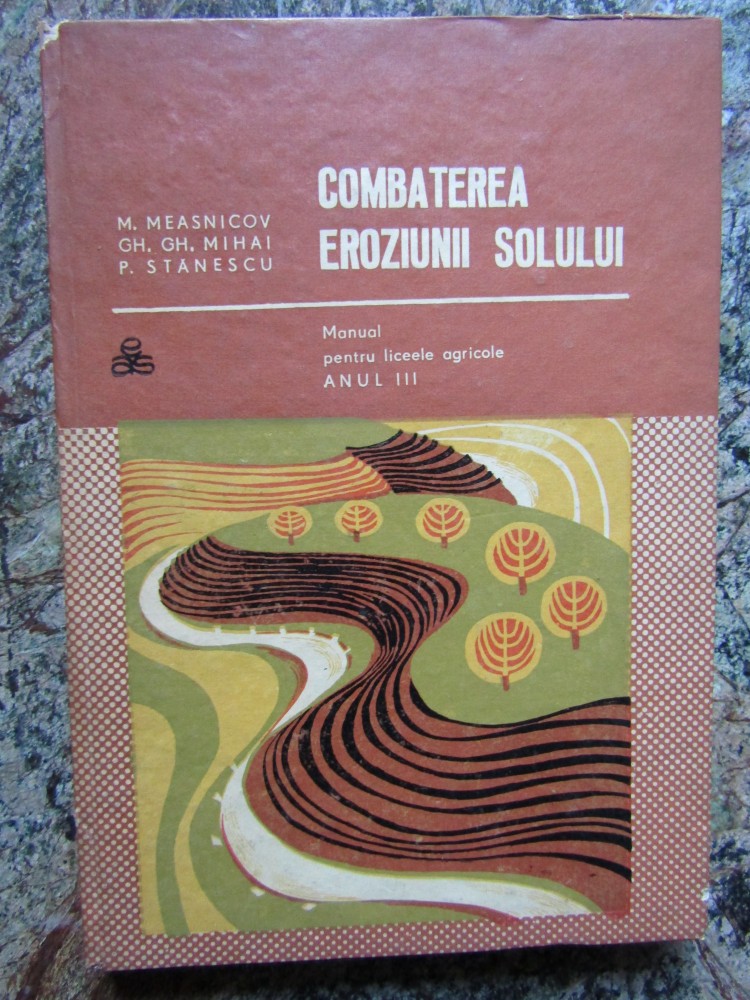 M. MEASNICOV
GH. GH. MIHAI
P. STĂNESCU
COMBATEREA
EROZIUNII SOLULUI
Manual
pentru liceele agricole
ANUL III